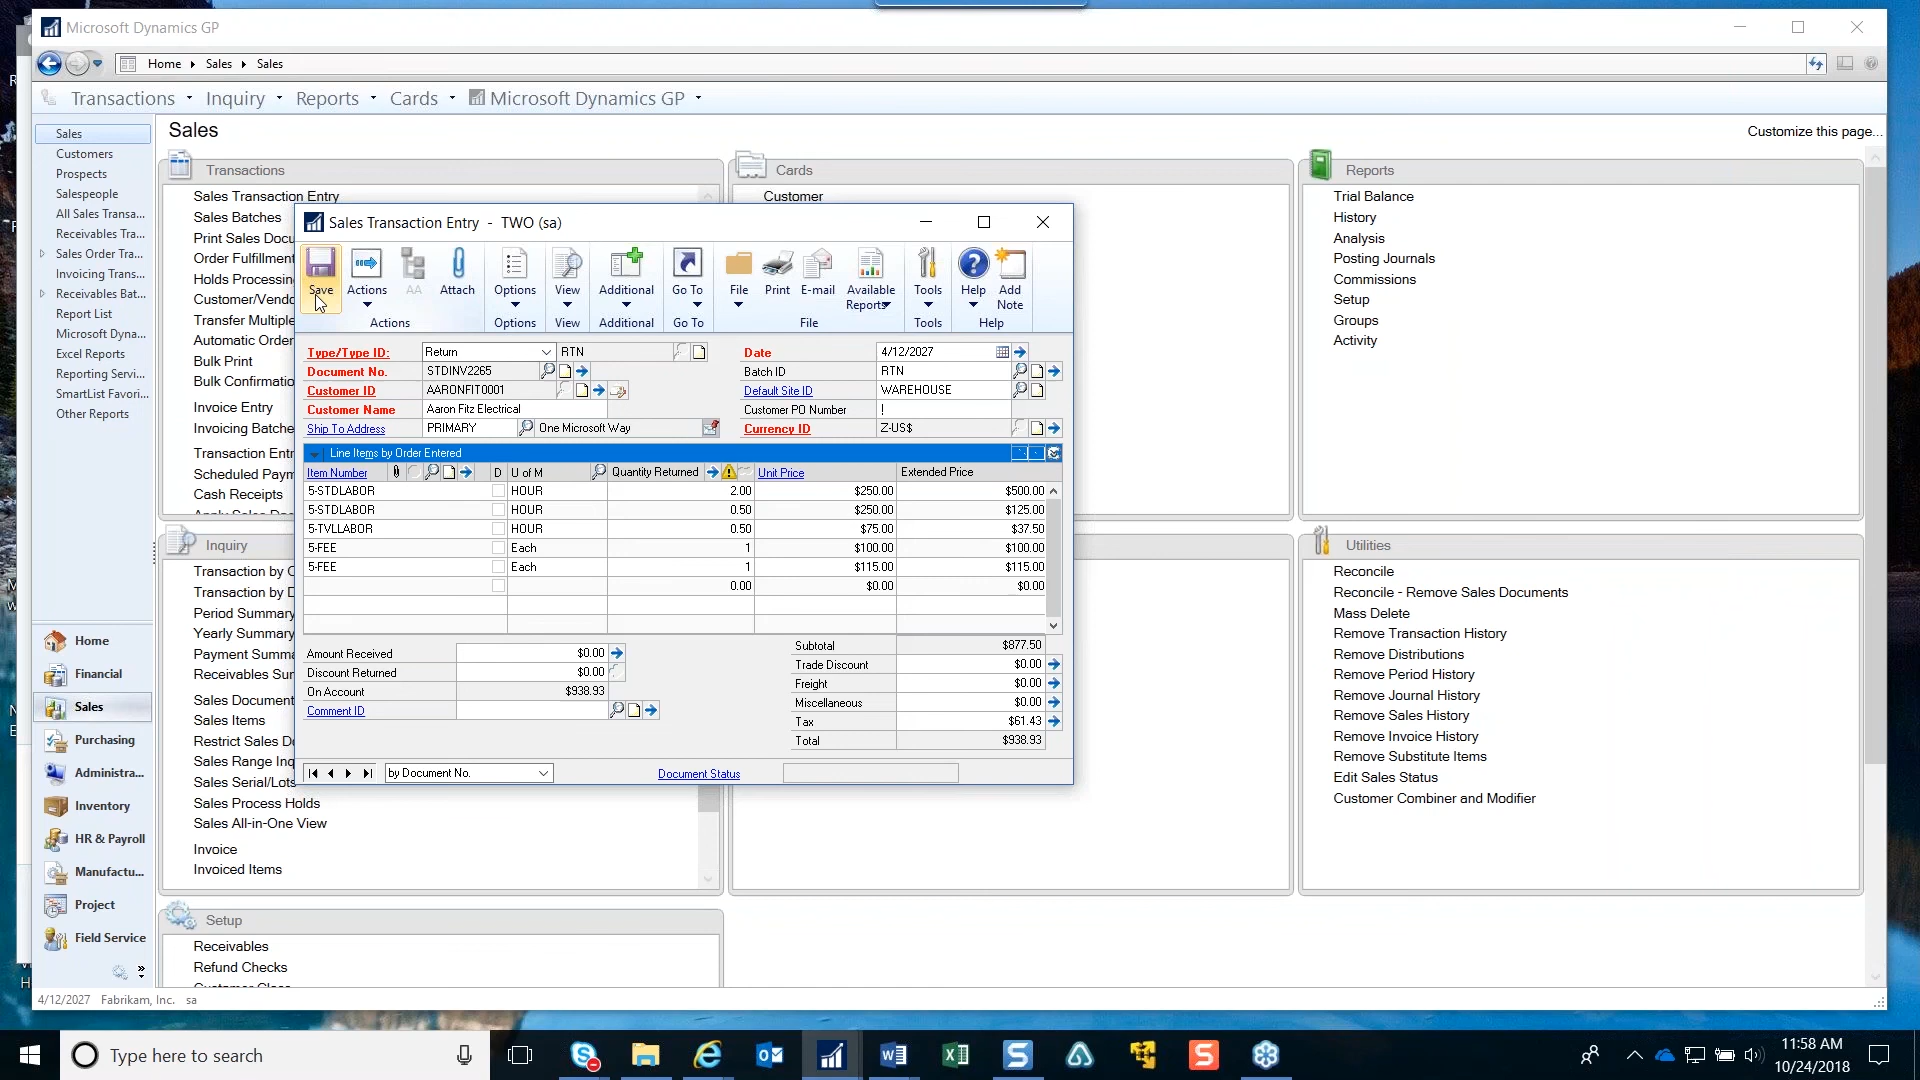 Microsoft Dynamics GP
Home Sales Sales
Transactions Inquiry Reports Cards Microsoft Dynamics GP
Sales
Customers
Prospects
Salespeople
All Sales Transa...
Receivables Tra...
Sales Order Tra...
Invoicing Trans...
Receivables Bat...
Report List
Microsoft Dyna...
Excel Reports
Reporting Servi...
SmartList Favori...
Other Reports
Home
Financial
Sales
Purchasing
Administra...
Inventory
HR & Payroll
Manufactu...
Project
Field Service
Sales
Customize this page...
Transactions
Sales Transaction Entry
Sales Batches
Print Sales Docu
Order Fulfillment
Holds Processing
Customer/Vendo
Transfer Multiple
Automatic Order
Bulk Print
Bulk Confirmatio
Invoice Entry
Invoicing Batche
Transaction Entr
Scheduled Paym
Cash Receipts
Inquiry
Transaction by C
Transaction by D
Period Summary
Yearly Summary
Payment Summa
Receivables Sum
Sales Document
Sales Items
Restrict Sales Do
Sales Range Inq
Sales Serial/Lots
Sales Process Holds
Sales All-in-One View
Invoice
Invoiced Items
Setup
Receivables
Refund Checks
Customer Class
Cards
Customer
Reports
Trial Balance
History
Analysis
Posting Journals
Commissions
Setup
Groups
Activity
Utilities
Reconcile
Reconcile - Remove Sales Documents
Mass Delete
Remove Transaction History
Remove Distributions
Remove Period History
Remove Journal History
Remove Sales History
Remove Invoice History
Remove Substitute Items
Edit Sales Status
Customer Combiner and Modifier
Sales Transaction Entry - TWO (sa)
Save Actions AA Attach Options View Additional Go To File Print E-mail Available Reports Tools Help Add Note
Actions Options View Additional Go To File Tools Help
Type/Type ID: Return RTN Date 4/12/2027
Document No. STDINV2265 Batch ID RTN
Customer ID AARONFIT0001 Default Site ID WAREHOUSE
Customer Name Aaron Fitz Electrical Customer PO Number !
Ship To Address PRIMARY One Microsoft Way Currency ID Z-US$
Line Items by Order Entered
Item Number D U of M Quantity Returned Unit Price Extended Price
5-STDLABOR HOUR 2.00 $250.00 $500.00
5-STDLABOR HOUR 0.50 $250.00 $125.00
5-TVLLABOR HOUR 0.50 $75.00 $37.50
5-FEE Each 1 $100.00 $100.00
5-FEE Each 1 $115.00 $115.00
0.00 $0.00 $0.00
Amount Received $0.00
Discount Returned $0.00
On Account $938.93
Comment ID
Subtotal $877.50
Trade Discount $0.00
Freight $0.00
Miscellaneous $0.00
Tax $61.43
Total $938.93
by Document No. Document Status
4/12/2027 Fabrikam, Inc. sa
Type here to search
11:58 AM
10/24/2018